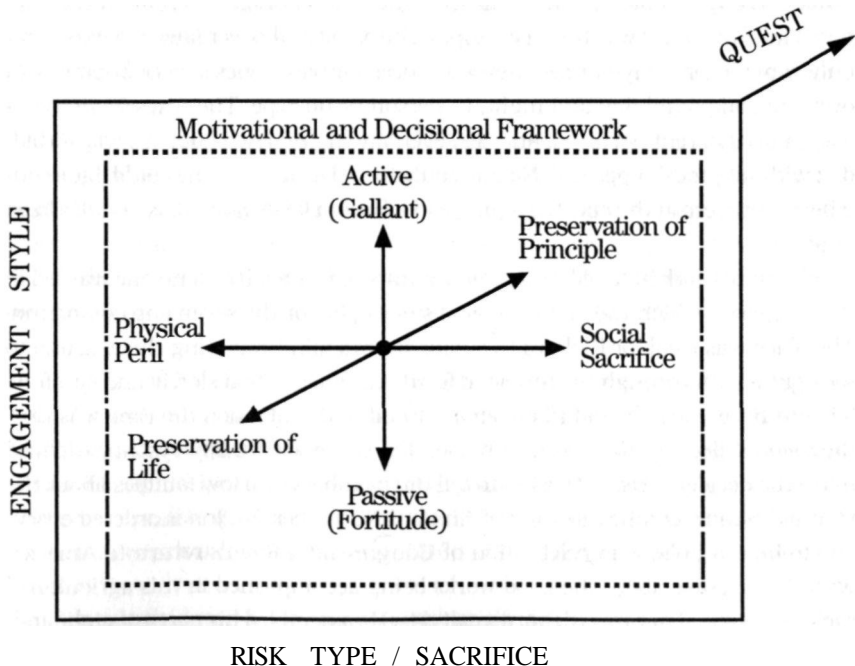 QUEST
Motivational and Decisional Framework
Active
(Gallant)
Preservation of
Principle
ENGAGEMENT STYLE
Physical
Peril
Social
Sacrifice
Preservation of
Life
Passive
(Fortitude)
RISK TYPE / SACRIFICE